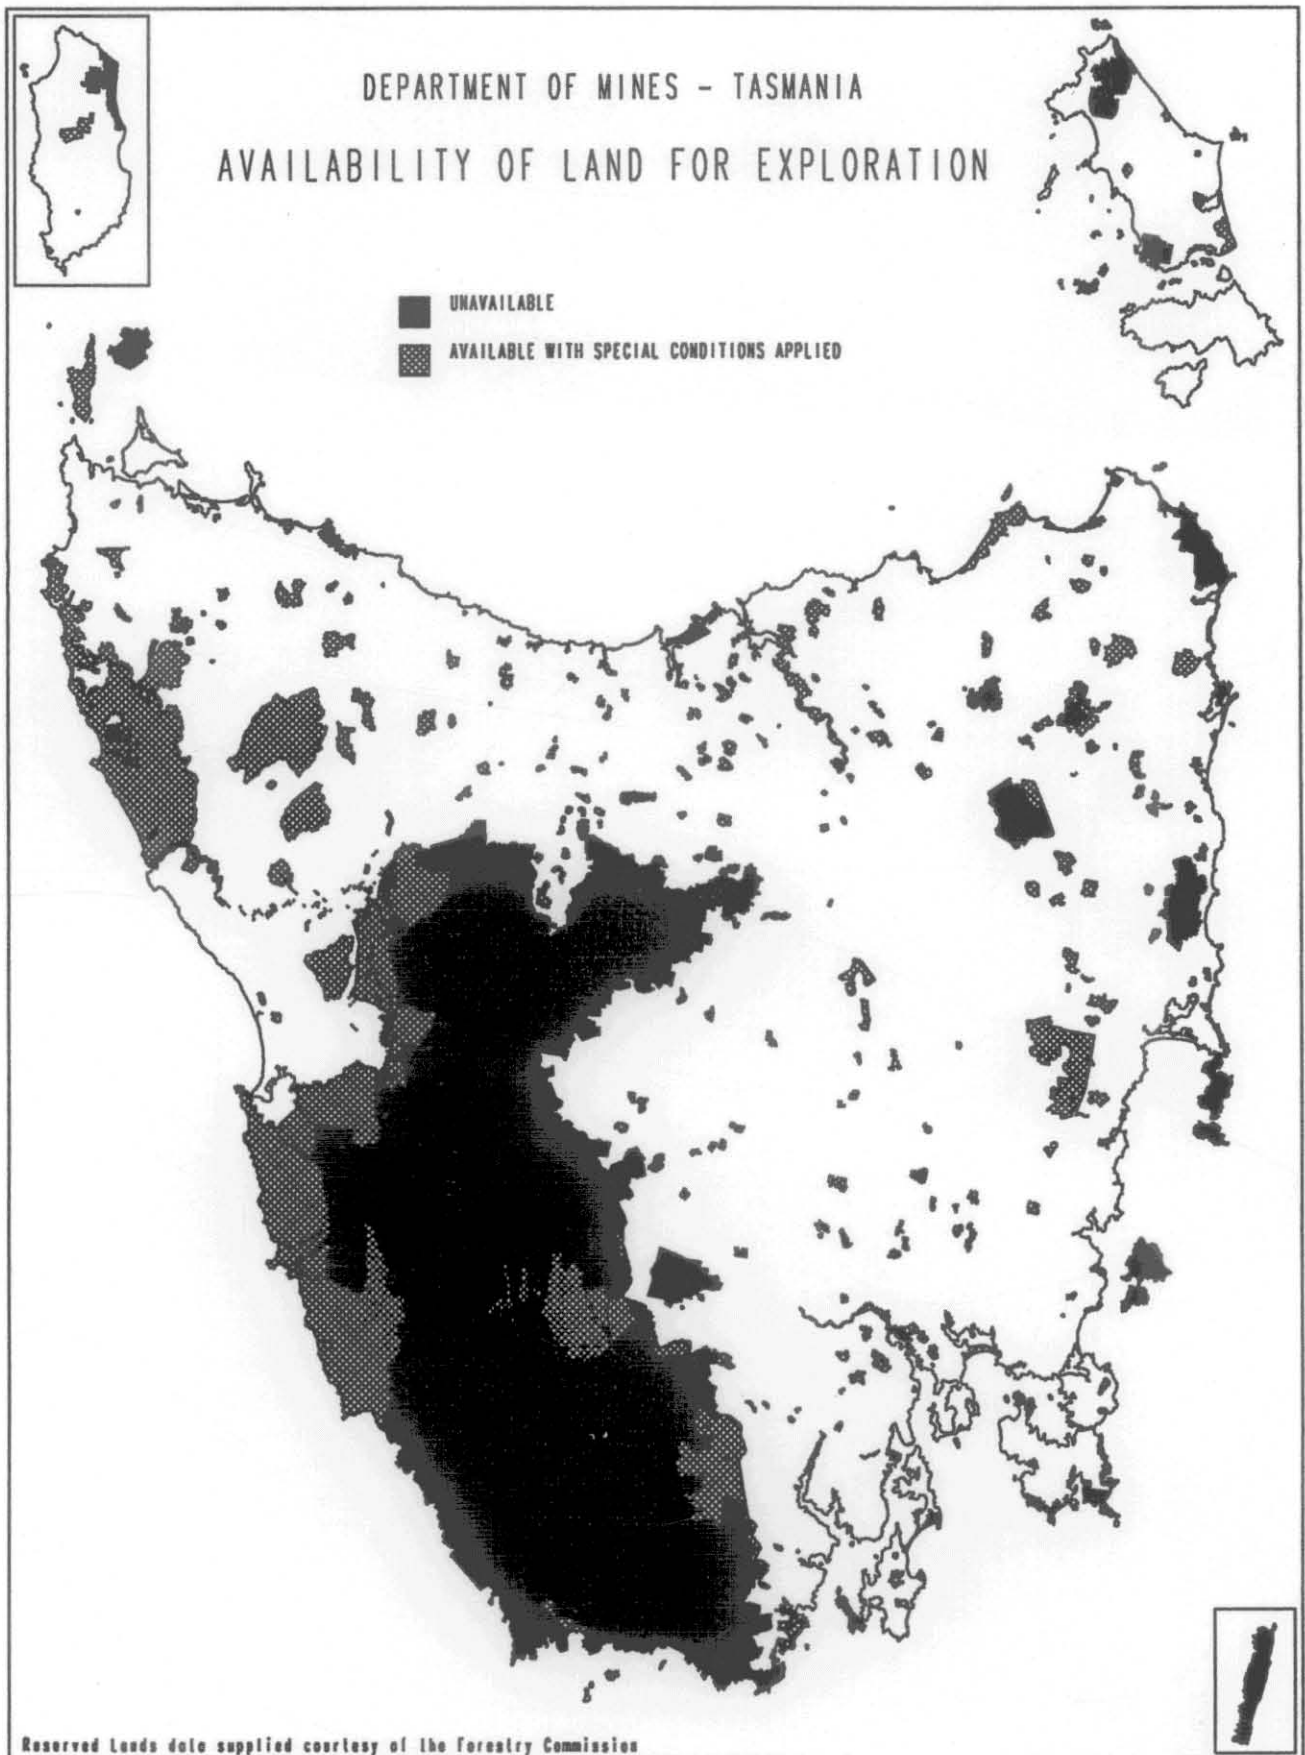 DEPARTMENT OF MINES - TASMANIA
AVAILABILITY OF LAND FOR EXPLORATION
UNAVAILABLE
AVAILABLE WITH SPECIAL CONDITIONS APPLIED
Reserved Lands data supplied courtesy of the Forestry Commission